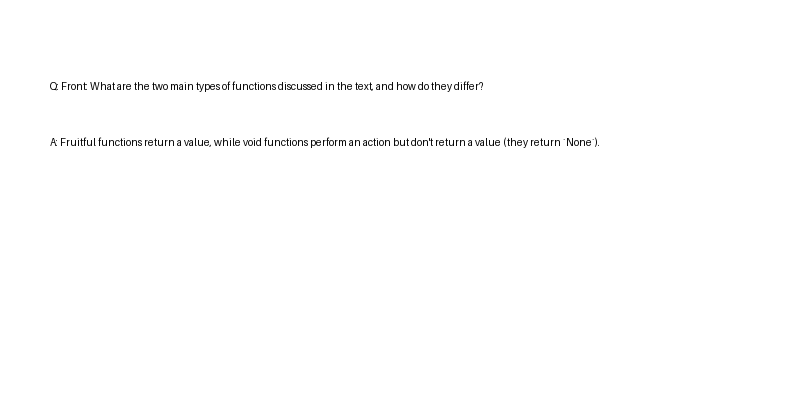 Q: Front: What are the two main types of functions discussed in the text, and how do they differ?
A: Fruitful functions return a value, while void functions perform an action but don't return a value (they return `None`).